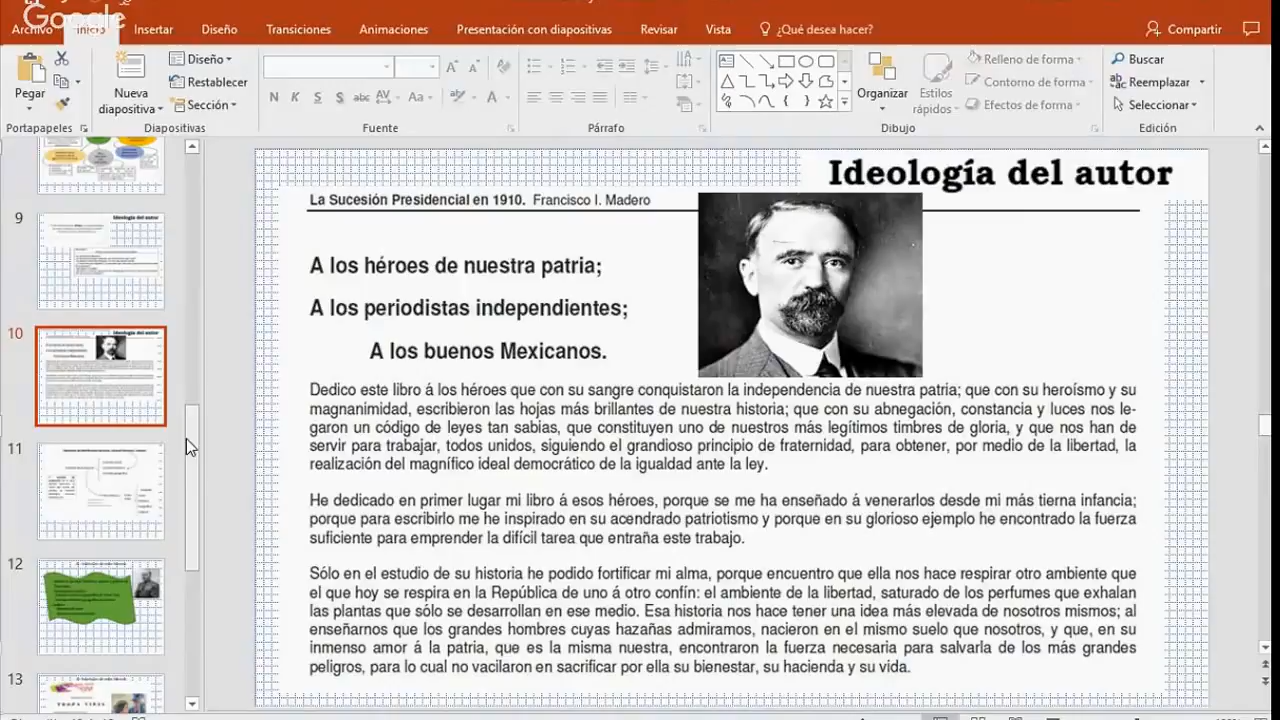 Google
Archivo Inicio Insertar Diseño Transiciones Animaciones Presentación con diapositivas Revisar Vista ¿Qué desea hacer? Compartir
Pegar
Nueva
diapositiva
Diseño
Restablecer
Sección
N K S S abc AV Aa A
Organizar
Estilos
rápidos
Relleno de forma
Contorno de forma
Efectos de forma
Buscar
Reemplazar
Seleccionar
Portapapeles Diapositivas Fuente Párrafo Dibujo Edición
9
Ideología del autor
10
Ideología del autor
11
12
13
Ideología del autor
La Sucesión Presidencial en 1910. Francisco I. Madero
A los héroes de nuestra patria;
A los periodistas independientes;
A los buenos mexicanos.
Dedico este libro á los héroes que con su sangre conquistaron la independencia de nuestra patria; que con su heroísmo y su
magnanimidad, escribieron las hojas más brillantes de nuestra historia; que con su abnegación, constancia y luces nos le-
garon un código de leyes tan sabias, que constituyen uno de nuestros más legítimos timbres de gloria, y que nos han de
servir para trabajar, todos unidos, siguiendo el grandioso principio de fraternidad, para obtener, por medio de la libertad, la
realización del magnífico ideal democrático de la igualdad ante la ley.
He dedicado en primer lugar mi libro á esos héroes, porque se me ha enseñado á venerarlos desde mi más tierna infancia;
porque para escribirlo me he inspirado en su acendrado patriotismo y porque en su glorioso ejemplo he encontrado la fuerza
suficiente para emprender la difícil tarea que entraña este trabajo.
Sólo en el estudio de su historia he podido fortificar mi alma, porque dentro que ella nos hace respirar otro ambiente que
el que hoy se respira en la república de uno á otro confín: el ambiente de la libertad, saturado de los perfumes que exhalan
las plantas que sólo se desarrollan en ese medio. Esa historia nos hace tener una idea más elevada de nosotros mismos; al
enseñarnos que los grandes hombres cuyas hazañas admiramos, nacieron en el mismo suelo que nosotros, y que, en su
inmenso amor á la patria, que es la misma nuestra, encontraron la fuerza necesaria para salvarla de los más grandes
peligros, para lo cual no vacilaron en sacrificar por ella su bienestar, su hacienda y su vida.